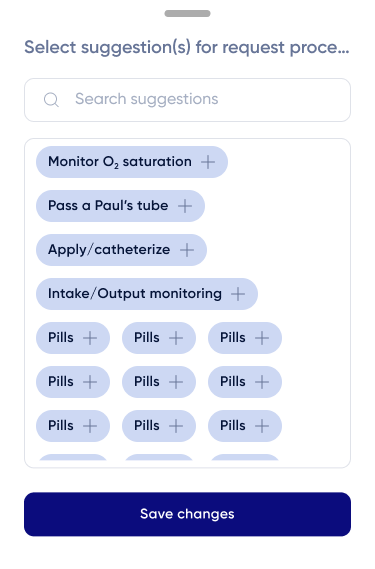 Select suggestion(s) for request proce...
Search suggestions
Monitor O₂ saturation
Pass a Paul's tube
Apply/catheterize
Intake/Output monitoring
Pills Pills Pills
Pills Pills Pills
Pills Pills Pills
Save changes